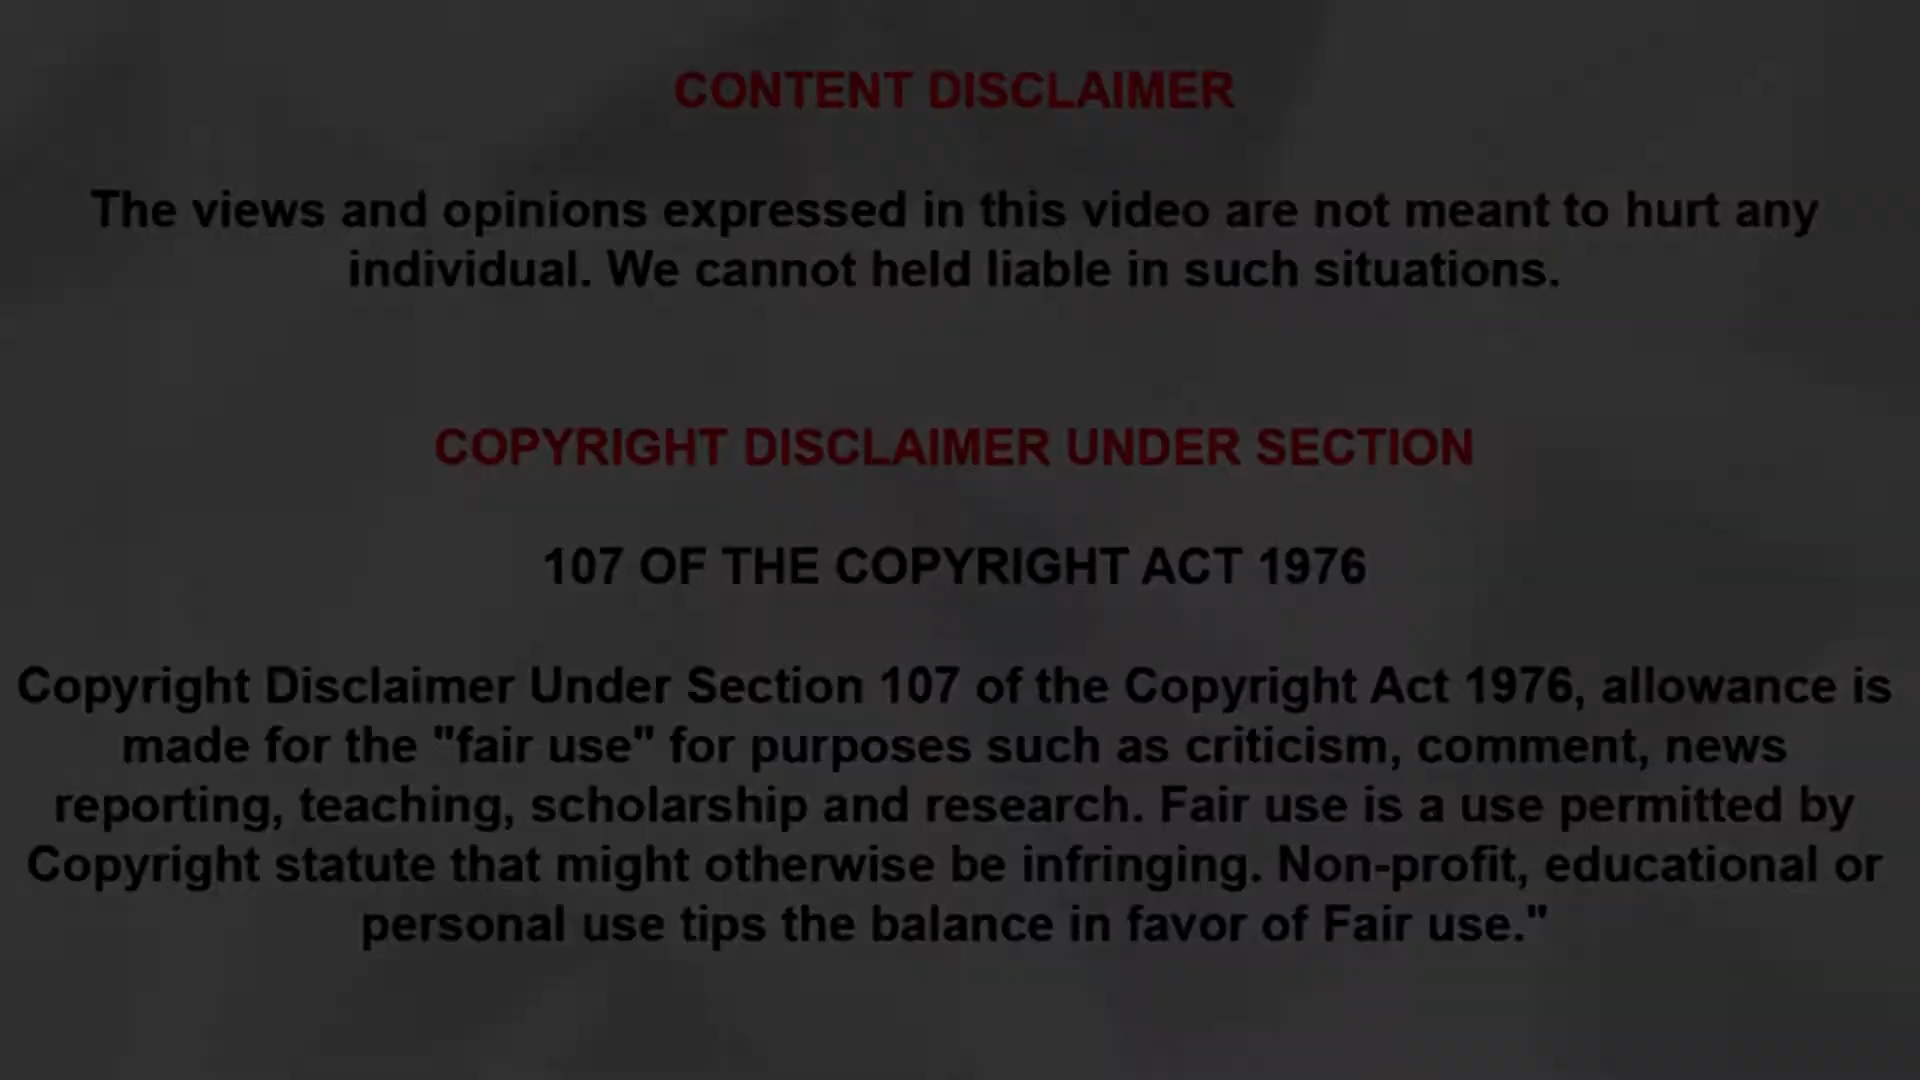 CONTENT DISCLAIMER
The views and opinions expressed in this video are not meant to hurt any
individual. We cannot held liable in such situations.
COPYRIGHT DISCLAIMER UNDER SECTION
107 OF THE COPYRIGHT ACT 1976
Copyright Disclaimer Under Section 107 of the Copyright Act 1976, allowance is
made for the "fair use" for purposes such as criticism, comment, news
reporting, teaching, scholarship and research. Fair use is a use permitted by
Copyright statute that might otherwise be infringing. Non-profit, educational or
personal use tips the balance in favor of Fair use."